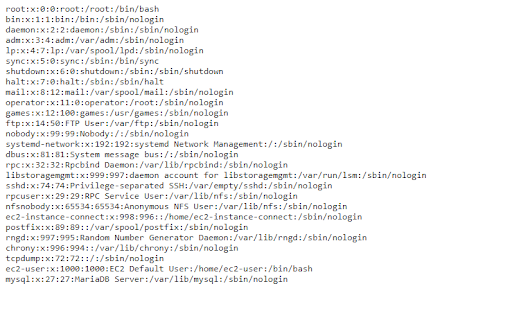 root:x:0:0:root:/root:/bin/bash
bin:x:1:1:bin:/bin:/sbin/nologin
daemon:x:2:2:daemon:/sbin:/sbin/nologin
adm:x:3:4:adm:/var/adm:/sbin/nologin
lp:x:4:7:lp:/var/spool/lpd:/sbin/nologin
sync:x:5:0:sync:/sbin:/bin/sync
shutdown:x:6:0:shutdown:/sbin:/sbin/shutdown
halt:x:7:0:halt:/sbin:/sbin/halt
mail:x:8:12:mail:/var/spool/mail:/sbin/nologin
operator:x:11:0:operator:/root:/sbin/nologin
games:x:12:100:games:/usr/games:/sbin/nologin
ftp:x:14:50:FTP User:/var/ftp:/sbin/nologin
nobody:x:99:99:Nobody:/:/sbin/nologin
systemd-network:x:192:192:systemd Network Management:/:/sbin/nologin
dbus:x:81:81:System message bus:/:/sbin/nologin
rpc:x:32:32:Rpcbind Daemon:/var/lib/rpcbind:/sbin/nologin
libstoragemgmt:x:999:997:daemon account for libstoragemgmt:/var/run/lsm:/sbin/nologin
sshd:x:74:74:Privilege-separated SSH:/var/empty/sshd:/sbin/nologin
rpcuser:x:29:29:RPC Service User:/var/lib/nfs:/sbin/nologin
nfsnobody:x:65534:65534:Anonymous NFS User:/var/lib/nfs:/sbin/nologin
ec2-instance-connect:x:998:996::/home/ec2-instance-connect:/sbin/nologin
postfix:x:89:89::/var/spool/postfix:/sbin/nologin
rngd:x:997:995:Random Number Generator Daemon:/var/lib/rngd:/sbin/nologin
chrony:x:996:994::/var/lib/chrony:/sbin/nologin
tcpdump:x:72:72::/:/sbin/nologin
ec2-user:x:1000:1000:EC2 Default User:/home/ec2-user:/bin/bash
mysql:x:27:27:MariaDB Server:/var/lib/mysql:/sbin/nologin